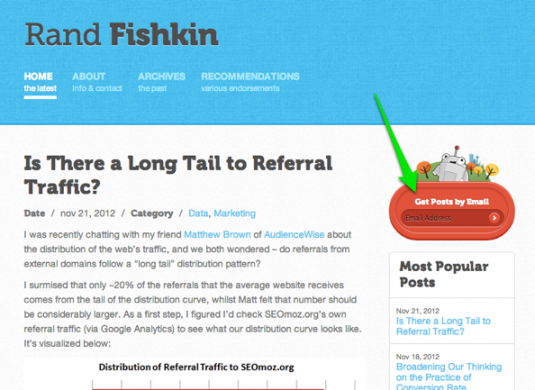 Rand Fishkin
HOME ABOUT ARCHIVES RECOMMENDATIONS
the latest info & contact the past various endorsements
Is There a Long Tail to Referral
Traffic?
Date / nov 21, 2012 / Category / Data, Marketing
I was recently chatting with my friend Matthew Brown of AudienceWise about
the distribution of the web's traffic, and we both wondered – do referrals from
external domains follow a “long tail” distribution pattern?
I surmised that only ~20% of the referrals that the average website receives
comes from the tail of the distribution curve, whilst Matt felt that number should
be considerably larger. As a first step, I figured I'd check SEOmoz.org's own
referral traffic (via Google Analytics) to see what our distribution curve looks like.
It's visualized below:
Distribution of Referral Traffic to SEOmoz.org
Get Posts by Email
Email Address
Most Popular
Posts
Nov 21, 2012
Is There a Long Tail to
Referral Traffic?
Nov 18, 2012
Broadening Our Thinking
on the Practice of
Conversion Rate